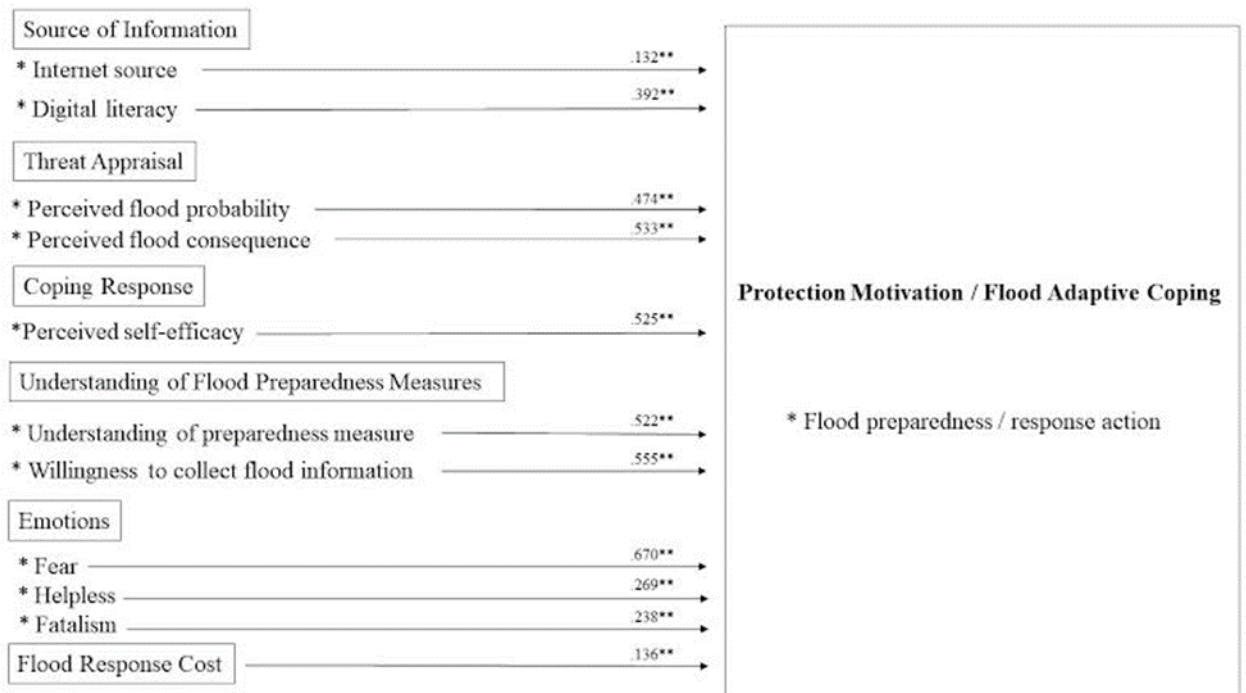 Source of Information
* Internet source .132**
* Digital literacy .392**
Threat Appraisal
* Perceived flood probability .474**
* Perceived flood consequence .533**
Coping Response
*Perceived self-efficacy .525**
Understanding of Flood Preparedness Measures
* Understanding of preparedness measure .522**
* Willingness to collect flood information .555**
Emotions
* Fear .670**
* Helpless .269**
* Fatalism .238**
Flood Response Cost .136**
Protection Motivation / Flood Adaptive Coping
* Flood preparedness / response action